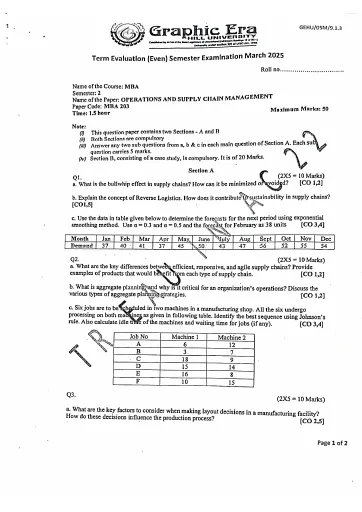 GEHU/05M/9.1.3
Graphic Era
HILL UNIVERSITY
Term Evaluation (Even) Semester Examination March 2025
Roll no.
Name of the Course: MBA
Semester: 2
Name of the Paper: OPERATIONS AND SUPPLY CHAIN MANAGEMENT
Paper Code: MBA 203
Time: 1.5 hour Maximum Marks: 50
Note:
(i) This question paper contains two Sections - A and B
(ii) Both Sections are compulsory
(iii) Answer any two sub questions from a, b & c in each main question of Section A. Each sub
question carries 5 marks.
(iv) Section B, consisting of a case study, is compulsory. It is of 20 Marks.
Section A
Q1. (2X5 = 10 Marks)
a. What is the bullwhip effect in supply chains? How can it be minimized or avoided? [CO 1,2]
b. Explain the concept of Reverse Logistics. How does it contribute to sustainability in supply chains?
[CO1,5]
c. Use the data in table given below to determine the forecasts for the next period using exponential
smoothing method. Use α = 0.3 and α = 0.5 and the forecast for February as 38 units [CO 3,4]
Month Jan Feb Mar Apr May June July Aug Sept Oct Nov Dec
Demand 37 40 41 37 45 50 43 47 56 52 55 54
Q2. (2X5 = 10 Marks)
a. What are the key differences between efficient, responsive, and agile supply chains? Provide
examples of products that would benefit from each type of supply chain. [CO 1,2]
b. What is aggregate planning and why is it critical for an organization's operations? Discuss the
various types of aggregate planning strategies. [CO 1,2]
c. Six jobs are to be scheduled in two machines in a manufacturing shop. All the six undergo
processing on both machines as given in following table. Identify the best sequence using Johnson's
rule. Also calculate idle time of the machines and waiting time for jobs (if any). [CO 3,4]
Job No Machine 1 Machine 2
A 6 12
B 3 7
C 18 9
D 15 14
E 16 8
F 10 15
Q3. (2X5 = 10 Marks)
a. What are the key factors to consider when making layout decisions in a manufacturing facility?
How do these decisions influence the production process? [CO 2,5]
Page 1 of 2